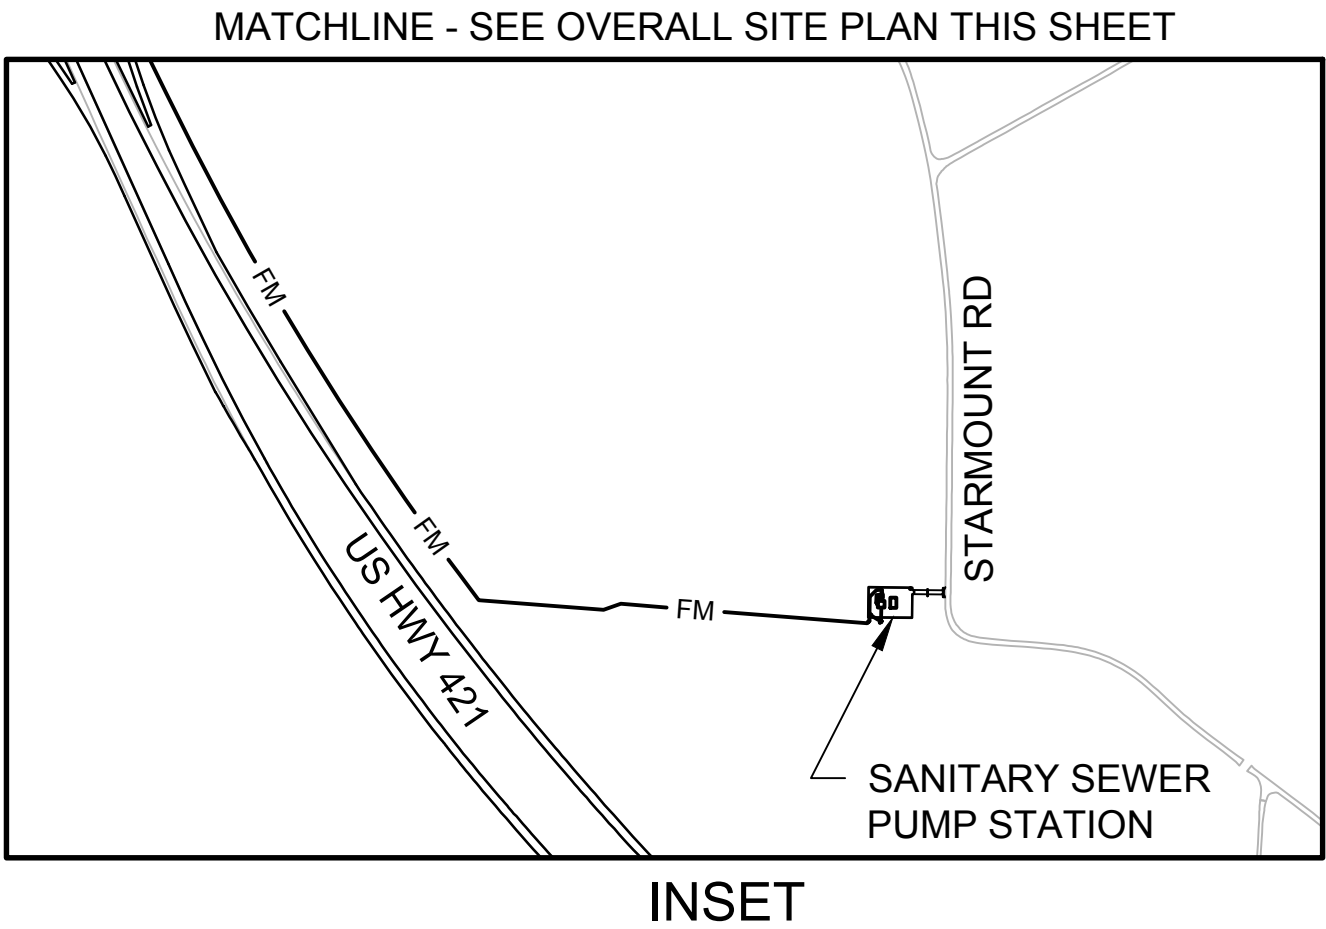 MATCHLINE - SEE OVERALL SITE PLAN THIS SHEET
FM
STARMOUNT RD
FM
US HWY 421
FM
SANITARY SEWER
PUMP STATION
INSET